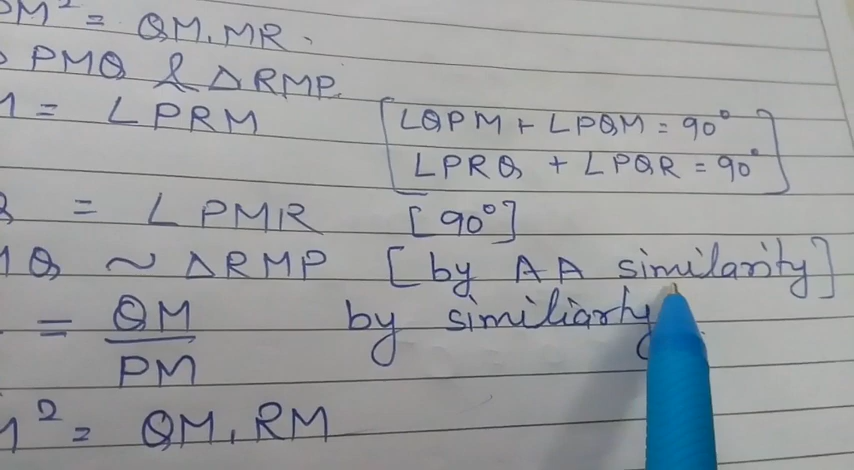 PM² = QM.MR.
PMQ & ΔRMP
= ∠PRM [∠QPM + ∠PQM = 90°
∠PRQ + ∠PQR = 90°]
= ∠PMR [90°]
Q ~ ΔRMP [by AA similarity]
= QM/PM by similiarty
² = QM.RM